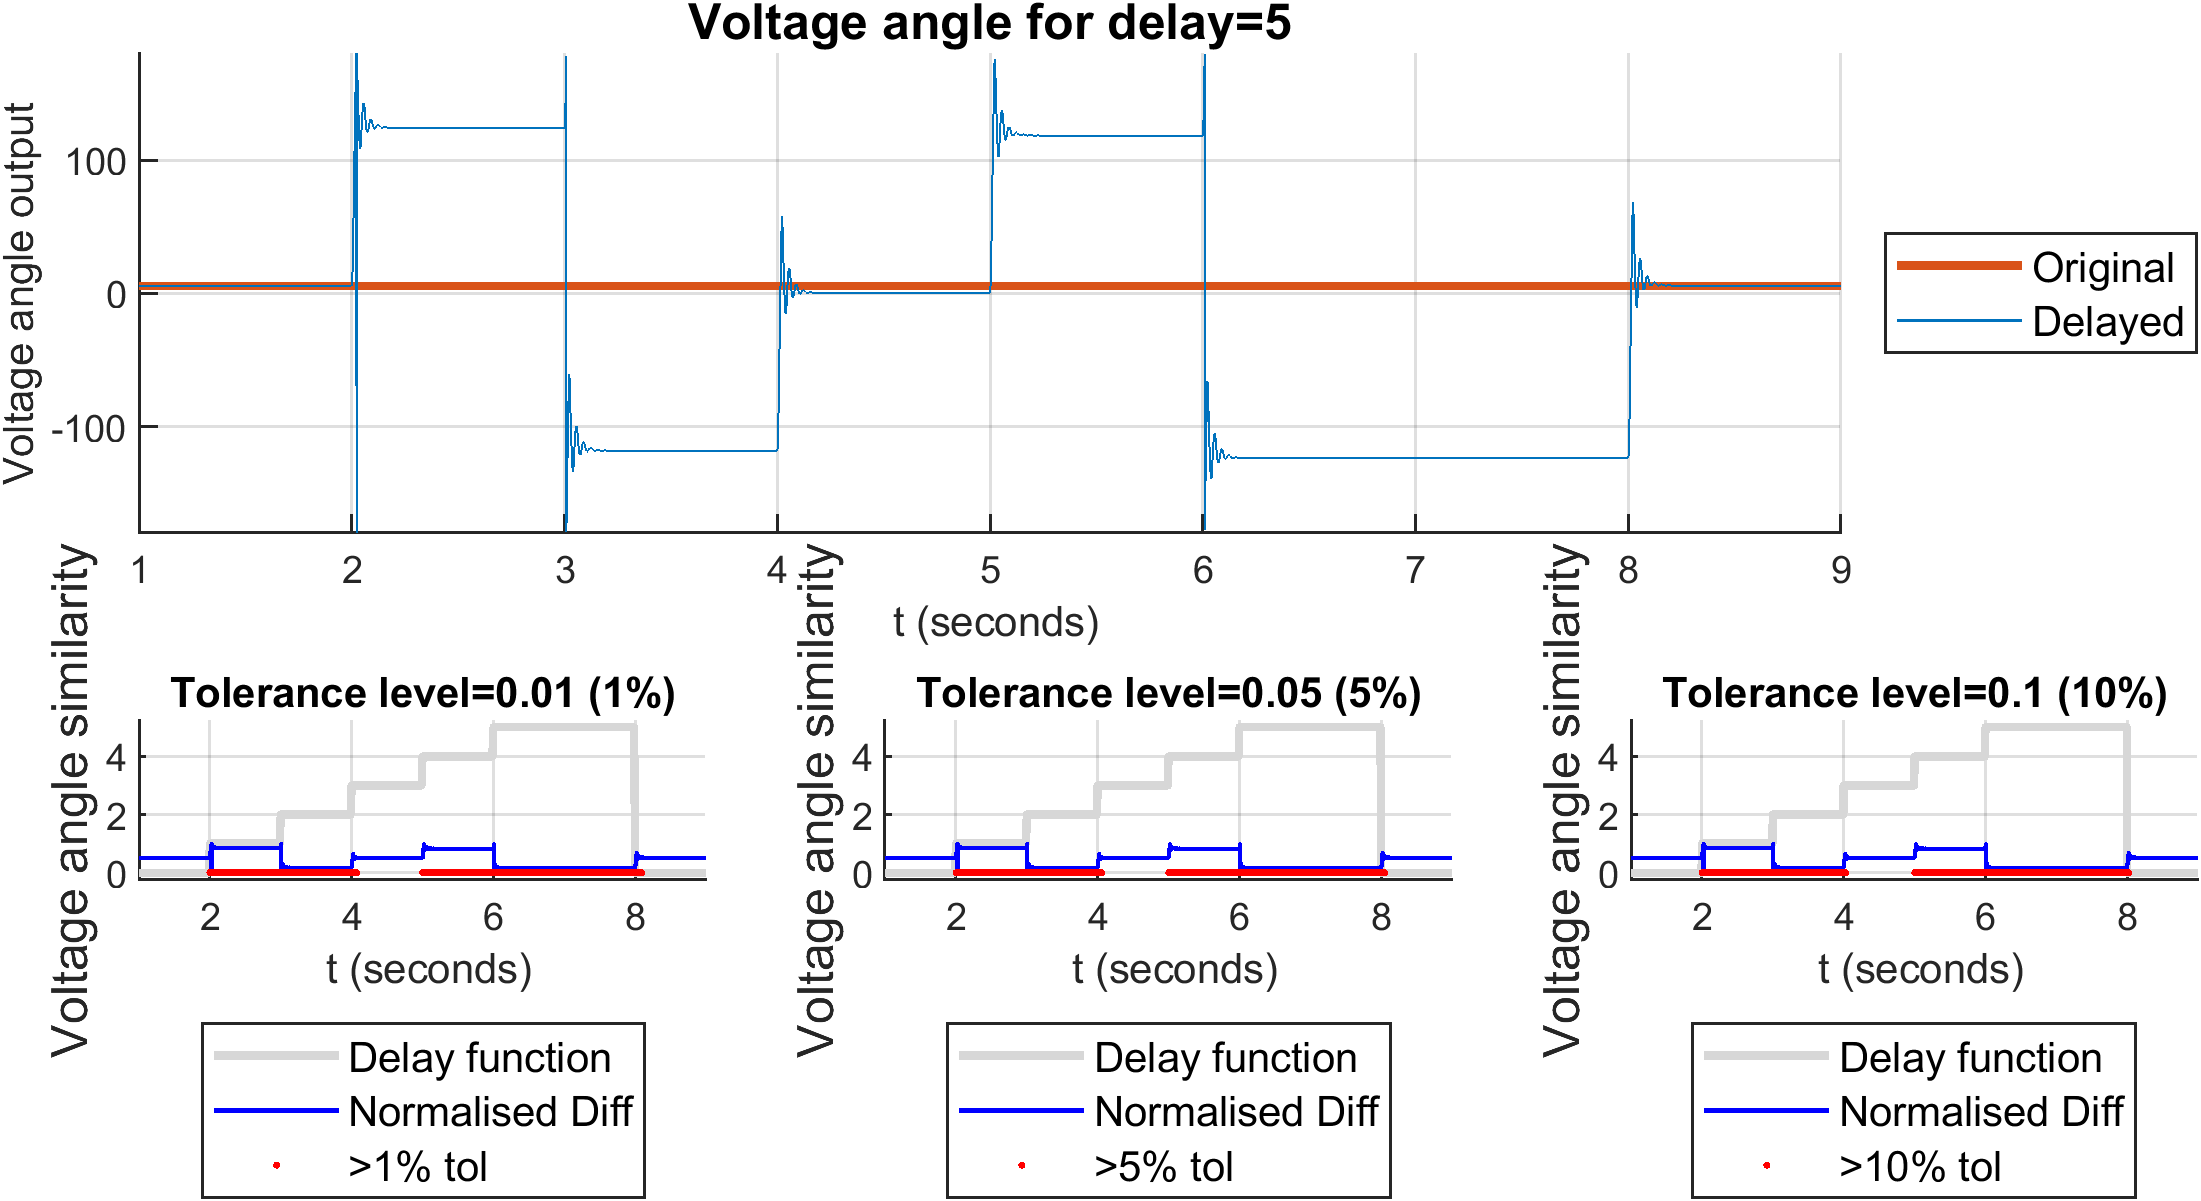 Voltage angle for delay=5
Voltage angle output
100
0
-100
1 2 3 4 5 6 7 8 9
t (seconds)
Original
Delayed
Tolerance level=0.01 (1%)
Voltage angle similarity
4
2
0
2 4 6 8
t (seconds)
Delay function
Normalised Diff
>1% tol
Tolerance level=0.05 (5%)
Voltage angle similarity
4
2
0
2 4 6 8
t (seconds)
Delay function
Normalised Diff
>5% tol
Tolerance level=0.1 (10%)
Voltage angle similarity
4
2
0
2 4 6 8
t (seconds)
Delay function
Normalised Diff
>10% tol